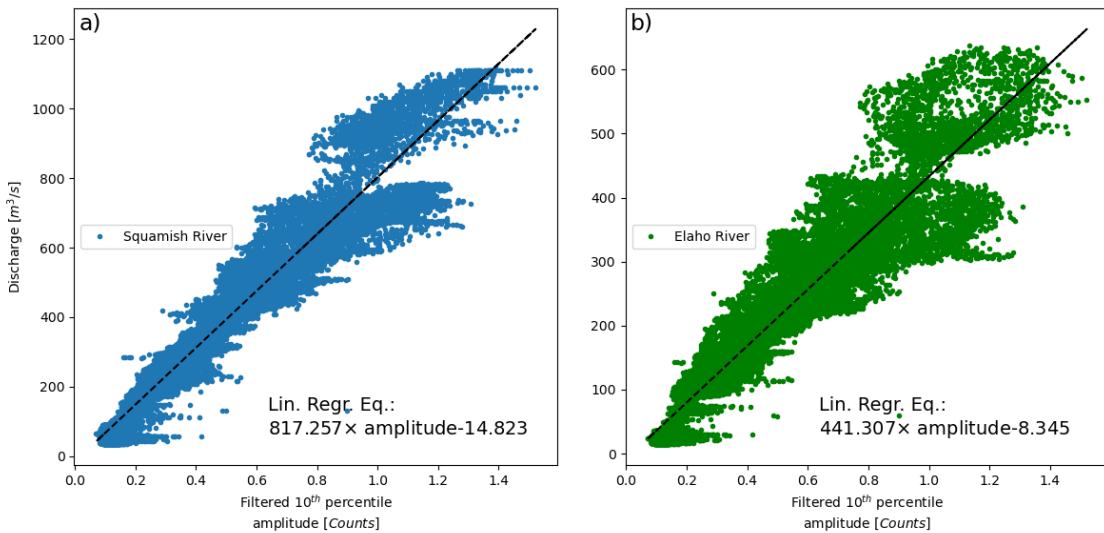 a)
1200
1000
800
600
400
200
0
Discharge [m³/s]
Squamish River
Lin. Regr. Eq.:
817.257× amplitude-14.823
0.0 0.2 0.4 0.6 0.8 1.0 1.2 1.4
Filtered 10ᵗʰ percentile
amplitude [Counts]
b)
600
500
400
300
200
100
0
Elaho River
Lin. Regr. Eq.:
441.307× amplitude-8.345
0.0 0.2 0.4 0.6 0.8 1.0 1.2 1.4
Filtered 10ᵗʰ percentile
amplitude [Counts]